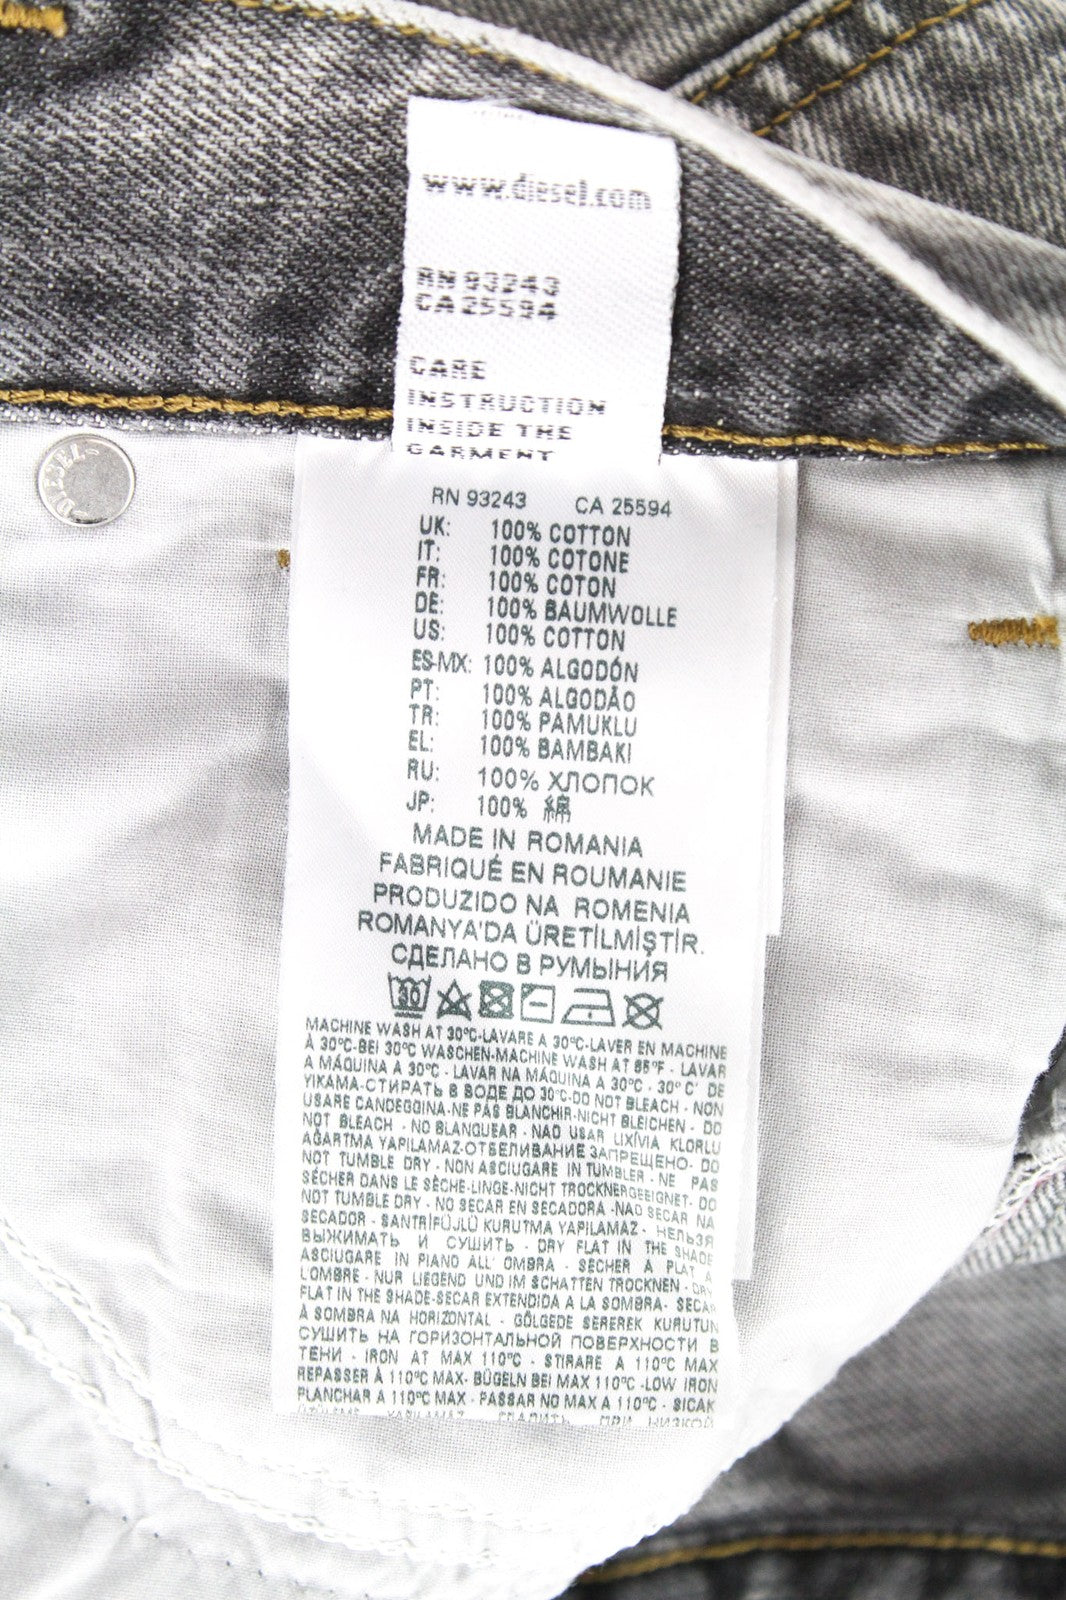 www.diesel.com
RN 93243
CA 25594
CARE
INSTRUCTION
INSIDE THE
GARMENT
DIESEL
RN 93243 CA 25594
UK: 100% COTTON
IT: 100% COTONE
FR: 100% COTON
DE: 100% BAUMWOLLE
US: 100% COTTON
ES-MX: 100% ALGODÓN
PT: 100% ALGODÃO
TR: 100% PAMUKLU
EL: 100% BAMBAKI
RU: 100% ХЛОПОК
JP: 100% 綿
MADE IN ROMANIA
FABRIQUÉ EN ROUMANIE
PRODUZIDO NA ROMENIA
ROMANYA'DA ÜRETİLMİŞTİR.
СДЕЛАНО В РУМЫНИЯ
30
MACHINE WASH AT 30°C-LAVARE A 30°C-LAVER EN MACHINE
À 30°C-BEI 30°C WASCHEN-MACHINE WASH AT 85°F - LAVAR
A MÁQUINA A 30°C - LAVAR NA MÁQUINA A 30°C - 30° C' DE
YIKAMA-СТИРАТЬ В ВОДЕ ДО 30°C-DO NOT BLEACH - NON
USARE CANDEGGINA-NE PAS BLANCHIR-NICHT BLEICHEN - DO
NOT BLEACH - NO BLANQUEAR - NAO USAR LIXÍVIA KLORLU
AĞARTMA YAPILAMAZ-ОТБЕЛИВАНИЕ ЗАПРЕЩЕНО- DO
NOT TUMBLE DRY - NON ASCIUGARE IN TUMBLER - NE PAS
SÉCHER DANS LE SÈCHE-LINGE-NICHT TROCKNERGEEIGNET- DO
NOT TUMBLE DRY - NO SECAR EN SECADORA -NAO SECAR NA
SECADOR - SANTRİFÜJLÜ KURUTMA YAPILAMAZ - НЕЛЬЗЯ
ВЫЖИМАТЬ И СУШИТЬ - DRY FLAT IN THE SHADE
ASCIUGARE IN PIANO ALL' OMBRA - SÉCHER A PLAT A
L'OMBRE - NUR LIEGEND UND IM SCHATTEN TROCKNEN - DRY
FLAT IN THE SHADE-SECAR EXTENDIDA A LA SOMBRA- SECAR
À SOMBRA NA HORIZONTAL - GÖLGEDE SEREREK KURUTUN
СУШИТЬ НА ГОРИЗОНТАЛЬНОЙ ПОВЕРХНОСТИ В
ТЕНИ - IRON AT MAX 110°C - STIRARE A 110°C MAX
REPASSER À 110°C MAX- BÜGELN BEI MAX 110°C -LOW IRON
PLANCHAR A 110°C MAX - PASSAR NO MAX A 110°C - SICAK
YAPILAMAZ ПРИ НИЗКОЙ